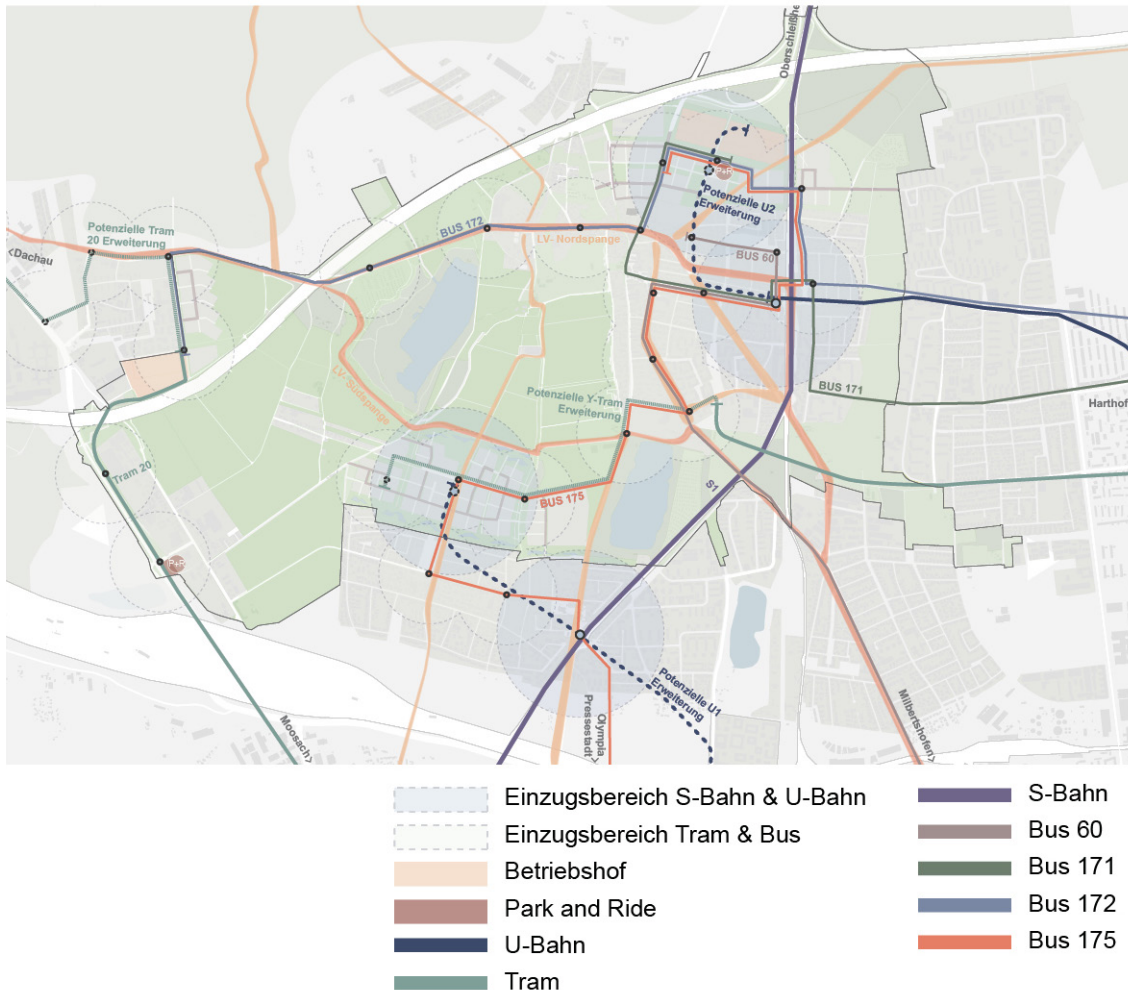 Oberschleißhe
Potenzielle Tram
20 Erweiterung
<Dachau
BUS 172
LV- Nordspange
P+R
Potenzielle U2
Erweiterung
BUS 60
BUS 171
Harthof
LV- Südspange
Potenzielle Y-Tram
Erweiterung
Tram 20
BUS 175
S1
P+R
Potenzielle U1
Erweiterung
Moosach>
Olympia
Pressestadt
Milbertshofen>
Einzugsbereich S-Bahn & U-Bahn
Einzugsbereich Tram & Bus
Betriebshof
Park and Ride
U-Bahn
Tram
S-Bahn
Bus 60
Bus 171
Bus 172
Bus 175